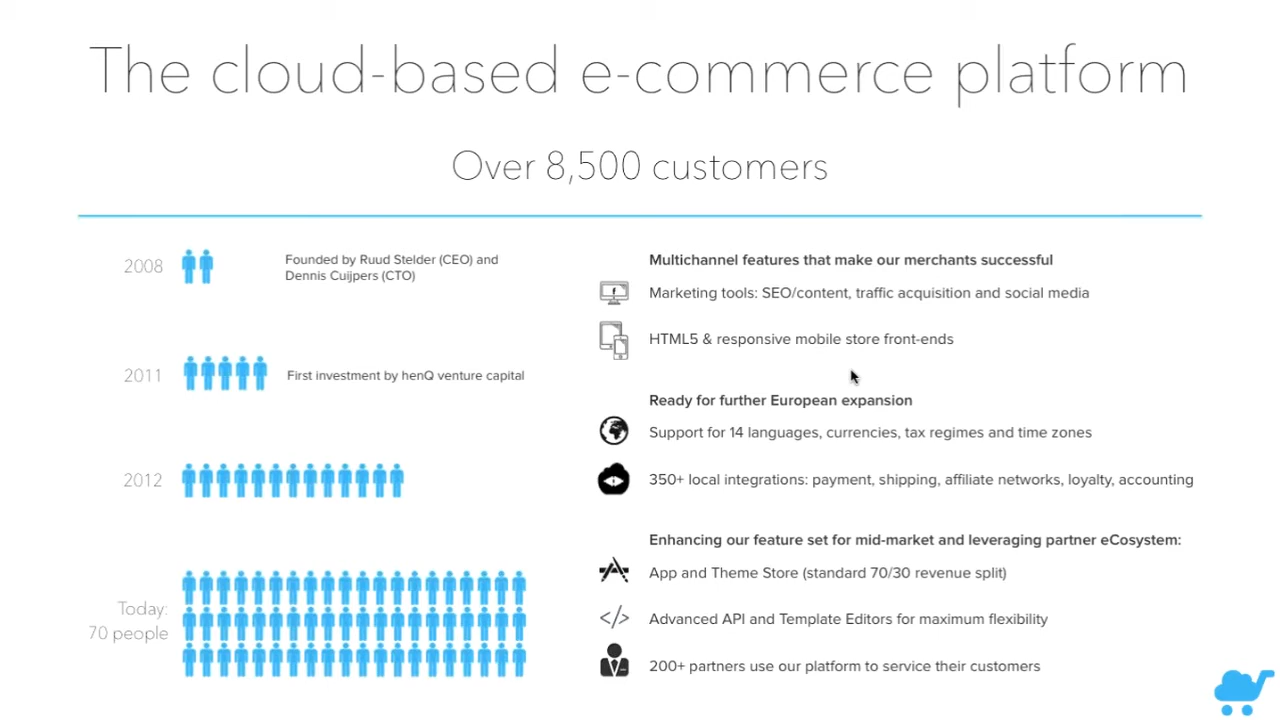 The cloud-based e-commerce platform
Over 8,500 customers
2008
Founded by Ruud Stelder (CEO) and
Dennis Cuijpers (CTO)
2011
First investment by henQ venture capital
2012
Today:
70 people
Multichannel features that make our merchants successful
Marketing tools: SEO/content, traffic acquisition and social media
HTML5 & responsive mobile store front-ends
Ready for further European expansion
Support for 14 languages, currencies, tax regimes and time zones
350+ local integrations: payment, shipping, affiliate networks, loyalty, accounting
Enhancing our feature set for mid-market and leveraging partner eCosystem:
App and Theme Store (standard 70/30 revenue split)
Advanced API and Template Editors for maximum flexibility
200+ partners use our platform to service their customers